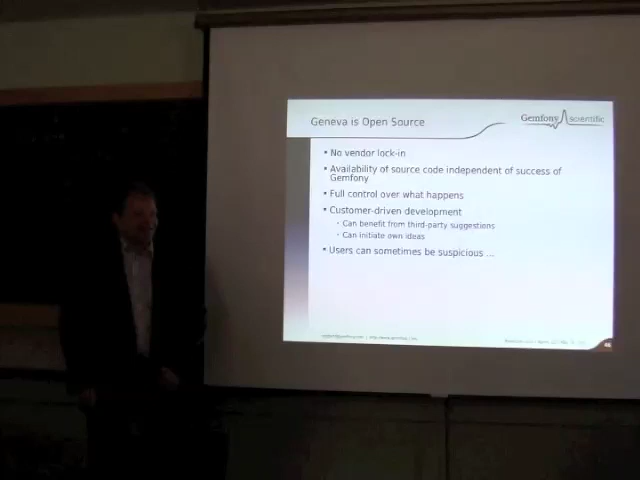 Geneva is Open Source
Gemfony scientific
• No vendor lock-in
• Availability of source code independent of success of
Gemfony
• Full control over what happens
• Customer-driven development
• Can benefit from third-party suggestions
• Can initiate own ideas
• Users can sometimes be suspicious ...